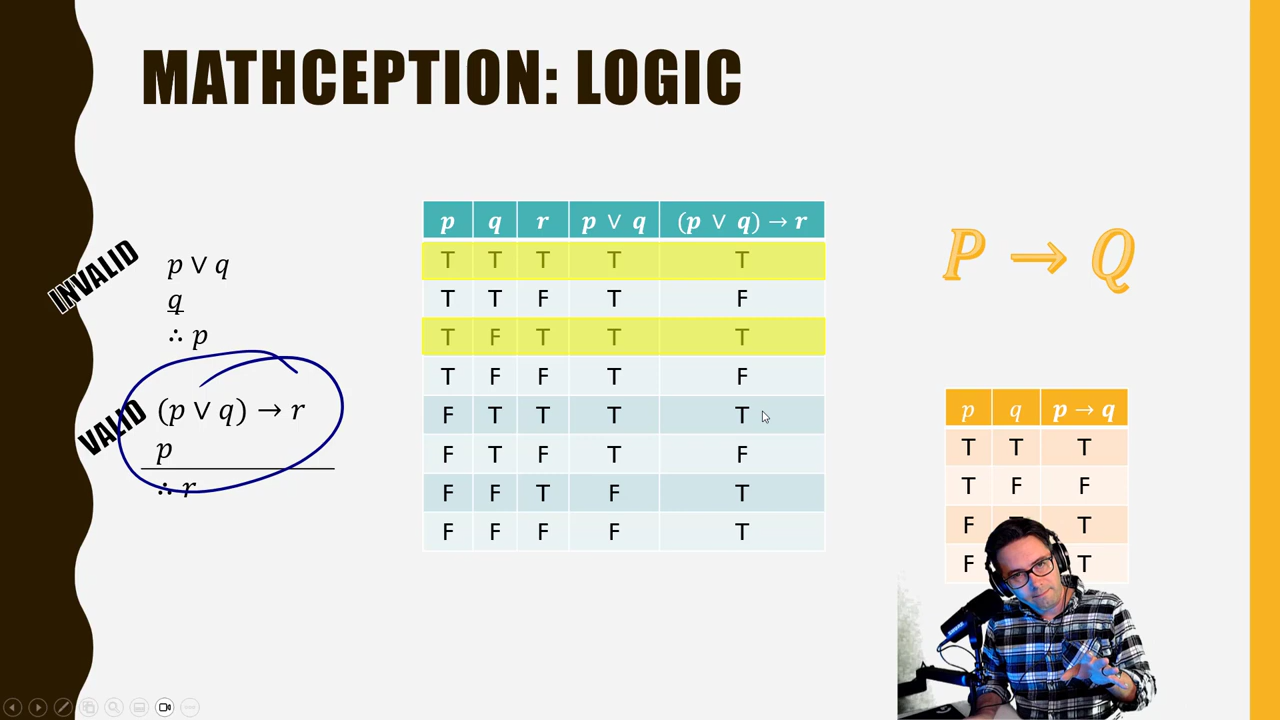 MATHCEPTION: LOGIC
INVALID
p ∨ q
q
∴ p
VALID
(p ∨ q) → r
p
∴ r
p q r p ∨ q (p ∨ q) → r
T T T T T
T T F T F
T F T T T
T F F T F
F T T T T
F T F T F
F F T F T
F F F F T
P → Q
p q p → q
T T T
T F F
F T
F T